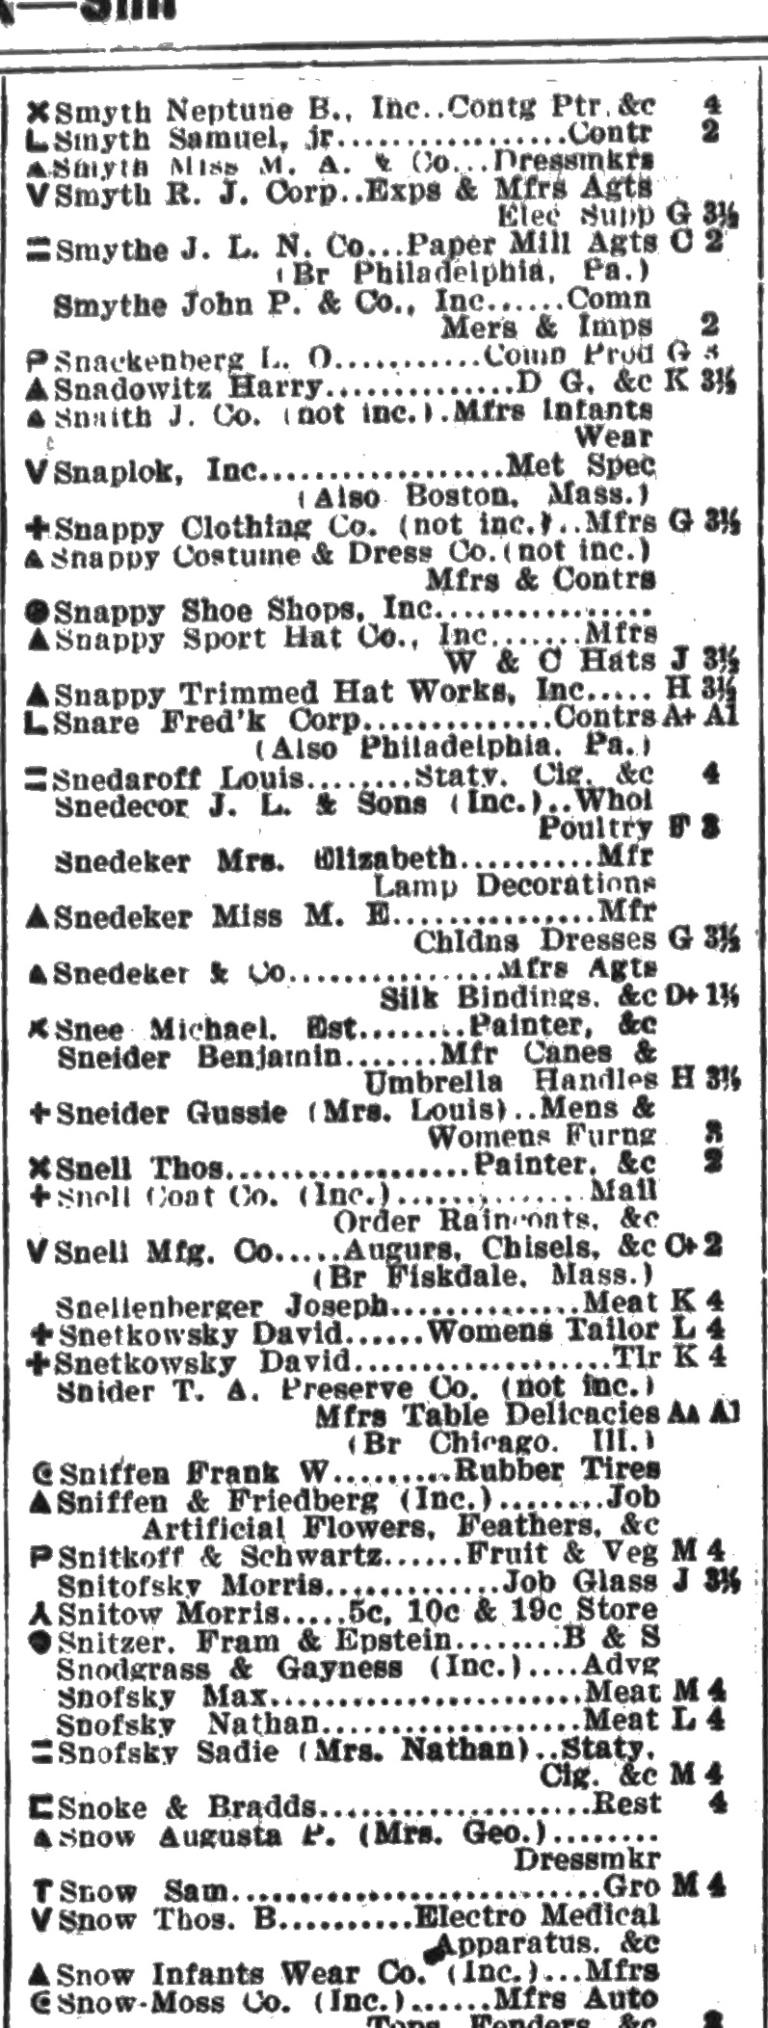 ✕ Smyth Neptune B., Inc..Contg Ptr, &c 4
L Smyth Samuel, jr.................Contr 2
▲ Smyth Miss M. A. & Co...Dressmkrs
V Smyth R. J. Corp..Exps & Mfrs Agts
Elec Supp G 3½
= Smythe J. L. N. Co...Paper Mill Agts C 2
(Br Philadelphia, Pa.)
Smythe John P. & Co., Inc......Comn
Mers & Imps 2
P Snackenberg L. O...........Comn Prod G
▲ Snadowitz Harry..............D G, &c K 3½
▲ Snaith J. Co. (not inc.).Mfrs Infants
Wear
V Snaplok, Inc..................Met Spec
(Also Boston, Mass.)
+ Snappy Clothing Co. (not inc.)..Mfrs G 3½
▲ Snappy Costume & Dress Co.(not inc.)
Mfrs & Contrs
● Snappy Shoe Shops, Inc................
▲ Snappy Sport Hat Co., Inc.......Mfrs
W & C Hats J 3½
▲ Snappy Trimmed Hat Works, Inc..... H 3½
L Snare Fred'k Corp..............Contrs A+ A1
(Also Philadelphia, Pa.)
= Snedaroff Louis........Staty, Cig, &c 4
Snedecor J. L. & Sons (Inc.)..Whol
Poultry F 3
Snedeker Mrs. Elizabeth..........Mfr
Lamp Decorations
▲ Snedeker Miss M. E...............Mfr
Chldns Dresses G 3½
▲ Snedeker & Co...............Mfrs Agts
Silk Bindings, &c D+ 1½
✕ Snee Michael, Est........Painter, &c
Sneider Benjamin.......Mfr Canes &
Umbrella Handles H 3½
+ Sneider Gussie (Mrs. Louis)..Mens &
Womens Furng 3
✕ Snell Thos...................Painter, &c 2
+ Snell Coat Co. (Inc.)..............Mail
Order Raincoats, &c
V Snell Mfg. Co.....Augurs, Chisels, &c C+ 2
(Br Fiskdale, Mass.)
Snellenberger Joseph..............Meat K 4
+ Snetkowsky David......Womens Tailor L 4
+ Snetkowsky David...................Tlr K 4
Snider T. A. Preserve Co. (not inc.)
Mfrs Table Delicacies Aa A1
(Br Chicago, Ill.)
@ Sniffen Frank W.........Rubber Tires
▲ Sniffen & Friedberg (Inc.)........Job
Artificial Flowers, Feathers, &c
P Snitkoff & Schwartz......Fruit & Veg M 4
Snitofsky Morris.............Job Glass J 3½
⅄ Snitow Morris.....5c, 10c & 19c Store
● Snitzer, Fram & Epstein........B & S
Snodgrass & Gayness (Inc.)....Advg
Snofsky Max.......................Meat M 4
Snofsky Nathan...................Meat L 4
= Snofsky Sadie (Mrs. Nathan)..Staty,
Cig, &c M 4
⊏ Snoke & Bradds....................Rest 4
▲ Snow Augusta P. (Mrs. Geo.)........
Dressmkr
T Snow Sam...........................Gro M 4
V Snow Thos. B..........Electro Medical
Apparatus, &c
▲ Snow Infants Wear Co. (Inc.)...Mfrs
@ Snow-Moss Co. (Inc.)......Mfrs Auto
Tops, Fenders, &c 3